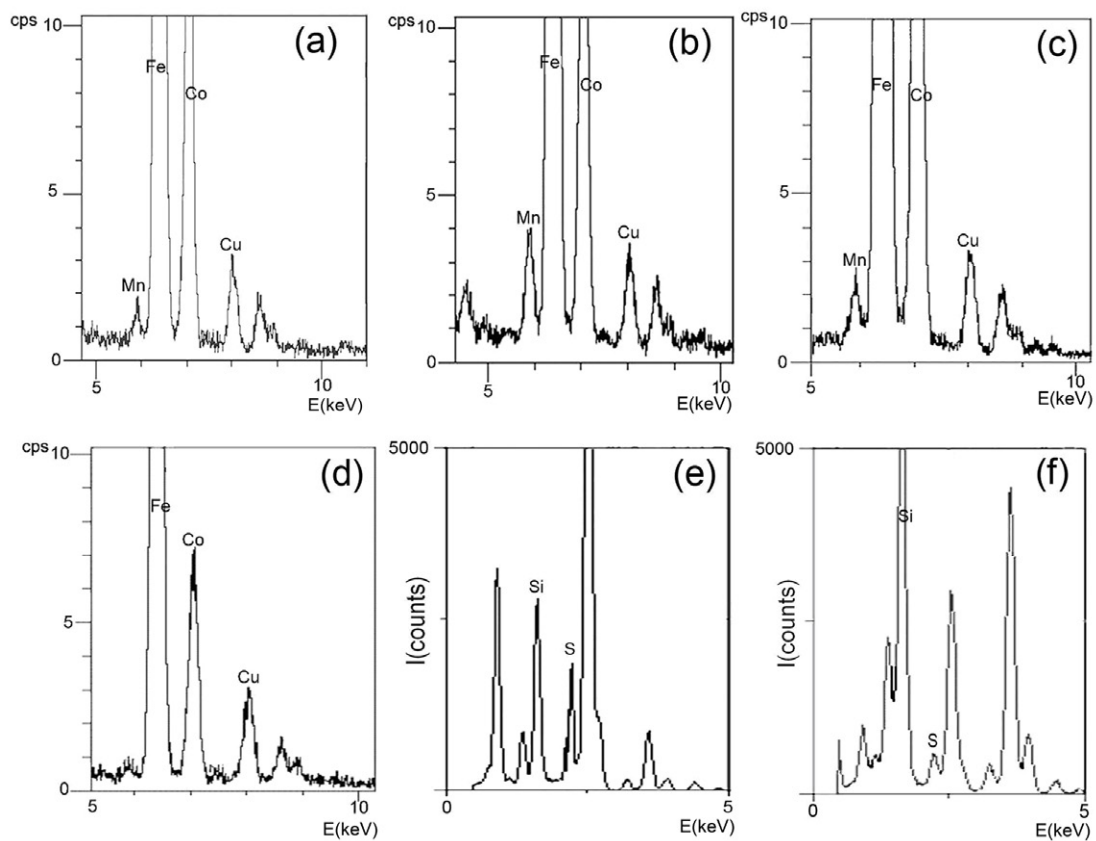 cps 10
(a)
Fe
Co
5
Cu
Mn
0
5
10
E(keV)
10
(b)
Fe
Co
5
Mn
Cu
0
5
10
E(keV)
cps 10
(c)
Fe
Co
5
Mn
Cu
0
5
10
E(keV)
cps 10
(d)
Fe
Co
5
Cu
0
5
10
E(keV)
5000
(e)
Si
S
I(counts)
0
5
E(keV)
5000
(f)
Si
S
I(counts)
0
5
E(keV)